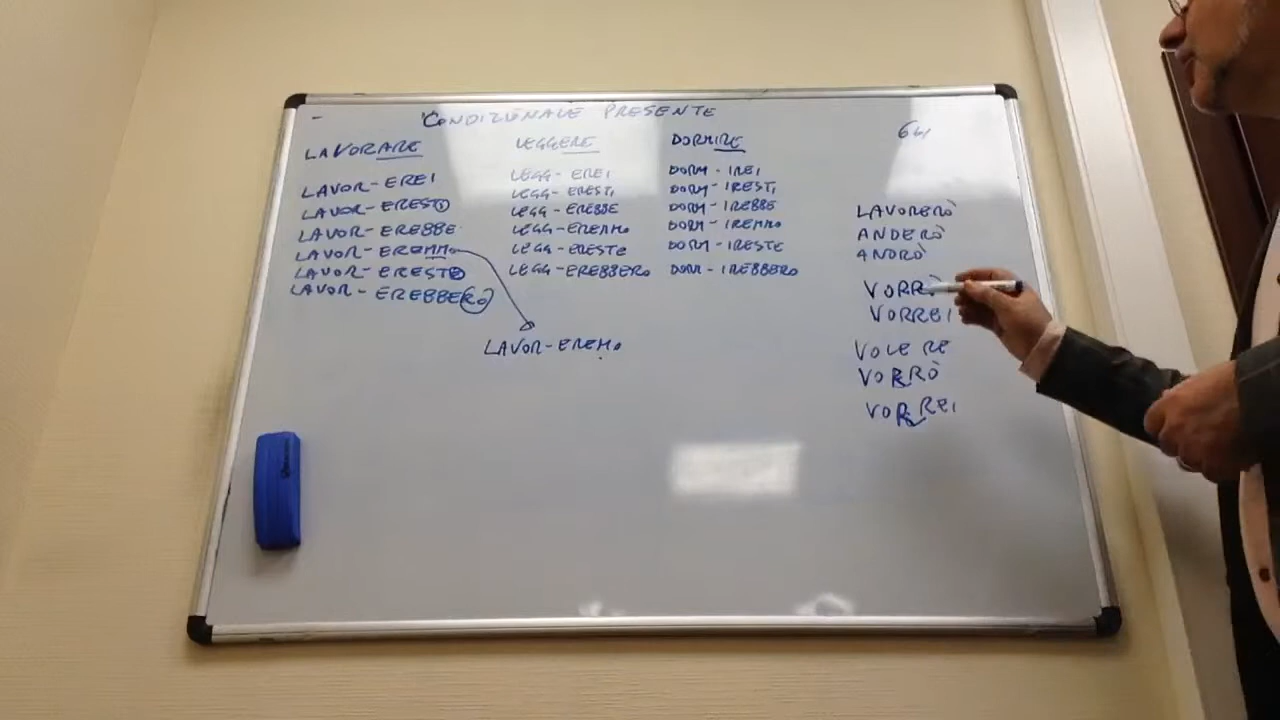 CONDIZIONALE PRESENTE
LAVORARE
LAVOR-EREI
LAVOR-ERESTI
LAVOR-EREBBE
LAVOR-EREMMO
LAVOR-ERESTE
LAVOR-EREBBERO
LEGGERE
LEGG-EREI
LEGG-ERESTI
LEGG-EREBBE
LEGG-EREMMO
LEGG-ERESTE
LEGG-EREBBERO
DORMIRE
DORM-IREI
DORM-IRESTI
DORM-IREBBE
DORM-IREMMO
DORM-IRESTE
DORM-IREBBERO
LAVOR-EREMO
LAVORERÒ
ANDERÒ
ANDRÒ
VORRÒ
VORREI
VOLERE
VORRÒ
VORREI